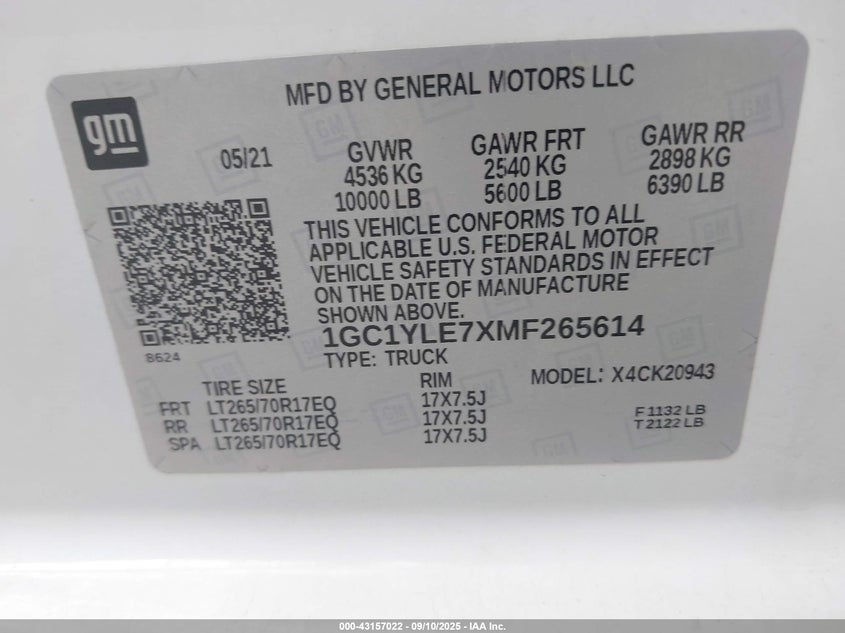 MFD BY GENERAL MOTORS LLC
gm
05/21
GVWR
4536 KG
10000 LB
GAWR FRT
2540 KG
5600 LB
GAWR RR
2898 KG
6390 LB
THIS VEHICLE CONFORMS TO ALL
APPLICABLE U.S. FEDERAL MOTOR
VEHICLE SAFETY STANDARDS IN EFFECT
ON THE DATE OF MANUFACTURE
SHOWN ABOVE.
1GC1YLE7XMF265614
8624
TYPE: TRUCK
MODEL: X4CK20943
TIRE SIZE RIM
FRT LT265/70R17EQ 17X7.5J
RR LT265/70R17EQ 17X7.5J
SPA LT265/70R17EQ 17X7.5J
F 1132 LB
T 2122 LB
000-43157022 - 09/10/2025 - IAA Inc.